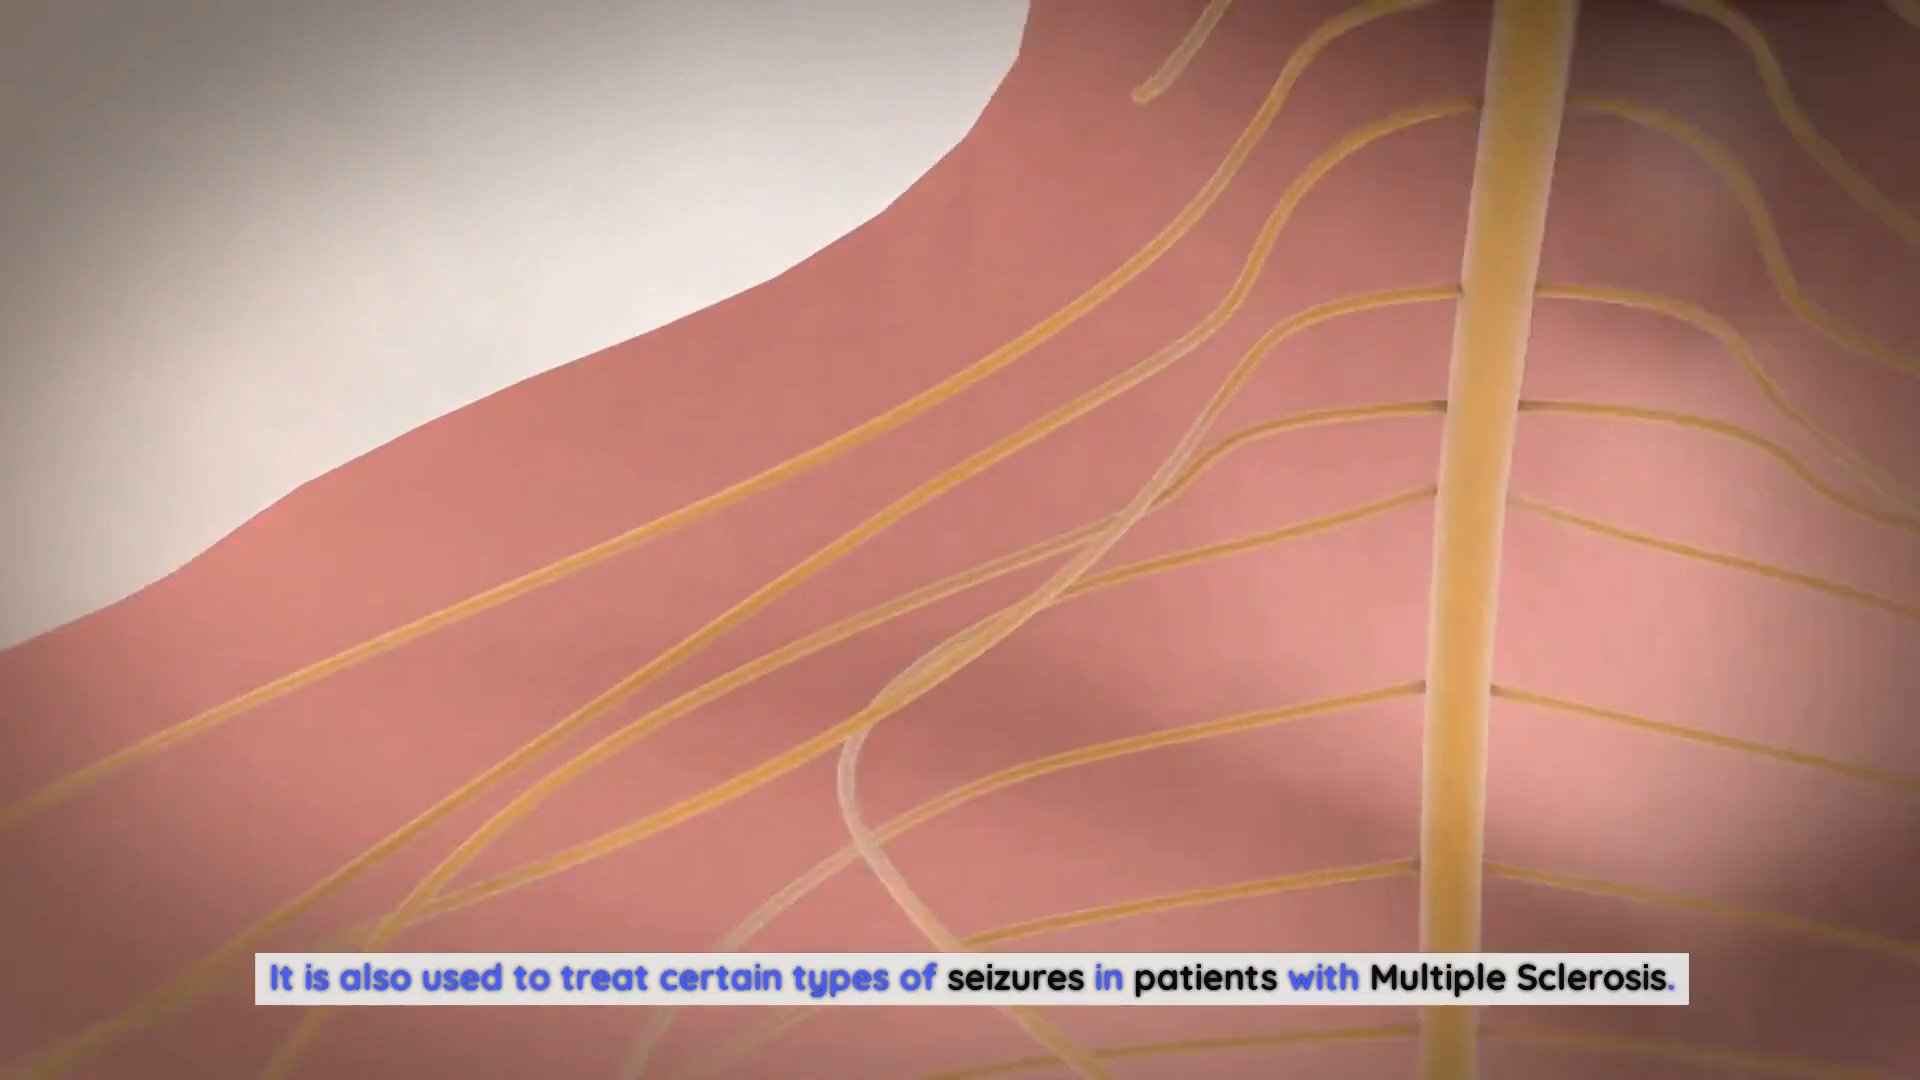 It is also used to treat certain types of seizures in patients with Multiple Sclerosis.